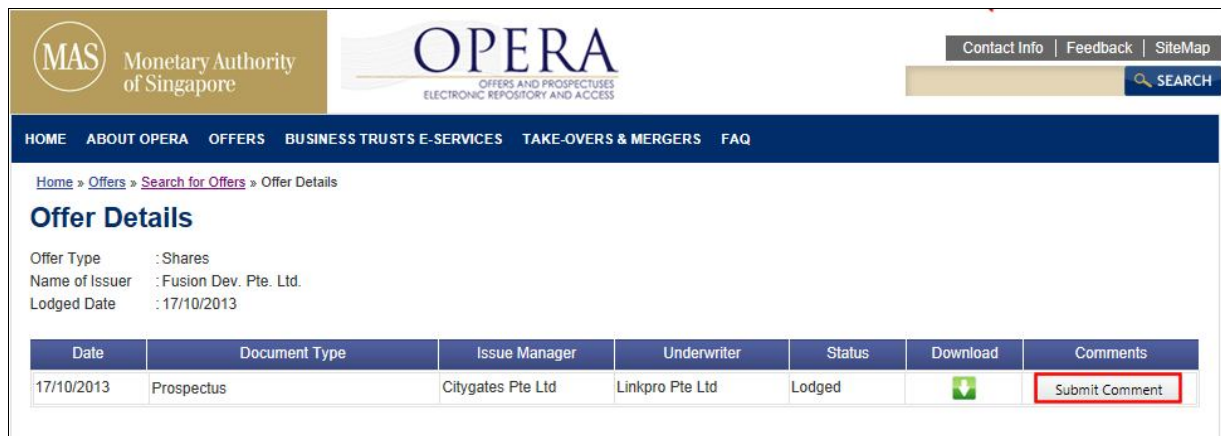 MAS Monetary Authority of Singapore
OPERA
OFFERS AND PROSPECTUSES
ELECTRONIC REPOSITORY AND ACCESS
Contact Info | Feedback | SiteMap
SEARCH
HOME ABOUT OPERA OFFERS BUSINESS TRUSTS E-SERVICES TAKE-OVERS & MERGERS FAQ
Home » Offers » Search for Offers » Offer Details
Offer Details
Offer Type : Shares
Name of Issuer : Fusion Dev. Pte. Ltd.
Lodged Date : 17/10/2013
Date Document Type Issue Manager Underwriter Status Download Comments
17/10/2013 Prospectus Citygates Pte Ltd Linkpro Pte Ltd Lodged Submit Comment